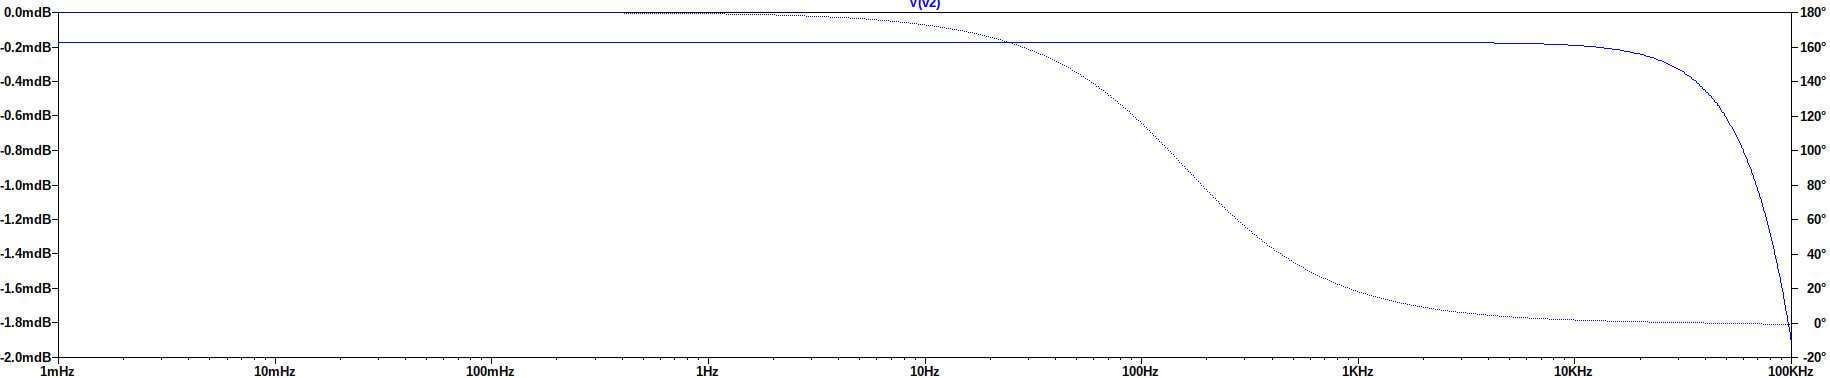 V(v2)
0.0mdB
-0.2mdB
-0.4mdB
-0.6mdB
-0.8mdB
-1.0mdB
-1.2mdB
-1.4mdB
-1.6mdB
-1.8mdB
-2.0mdB
180°
160°
140°
120°
100°
80°
60°
40°
20°
0°
-20°
1mHz 10mHz 100mHz 1Hz 10Hz 100Hz 1KHz 10KHz 100KHz